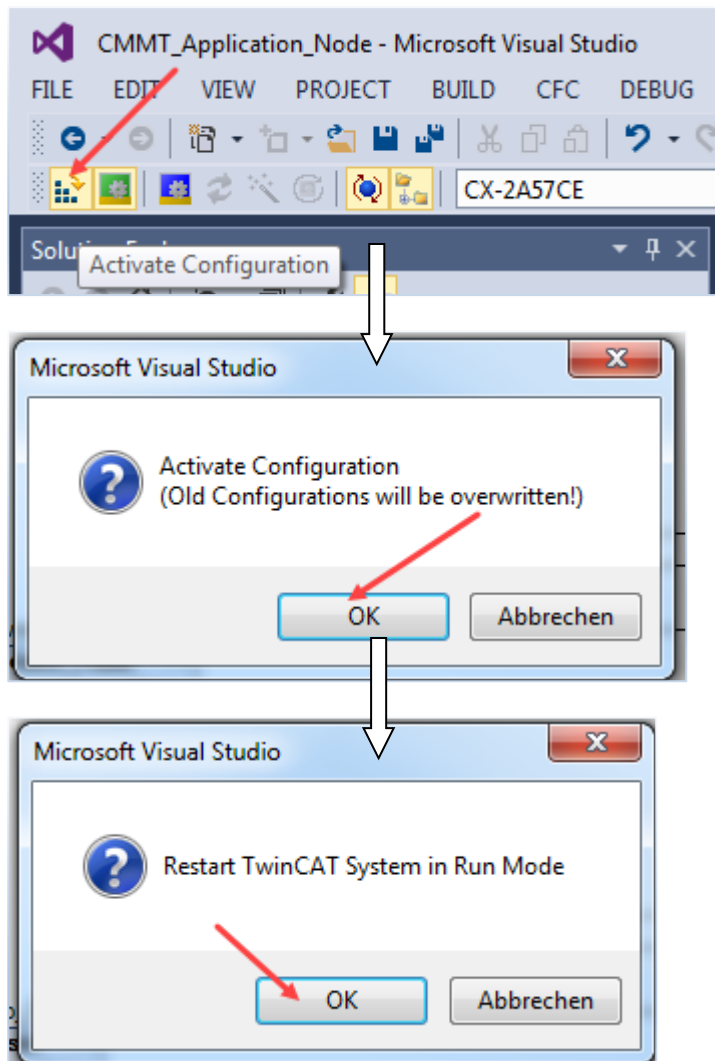 CMMT_Application_Node - Microsoft Visual Studio
FILE EDIT VIEW PROJECT BUILD CFC DEBUG
CX-2A57CE
Activate Configuration
Microsoft Visual Studio
Activate Configuration
(Old Configurations will be overwritten!)
OK Abbrechen
Microsoft Visual Studio
Restart TwinCAT System in Run Mode
OK Abbrechen